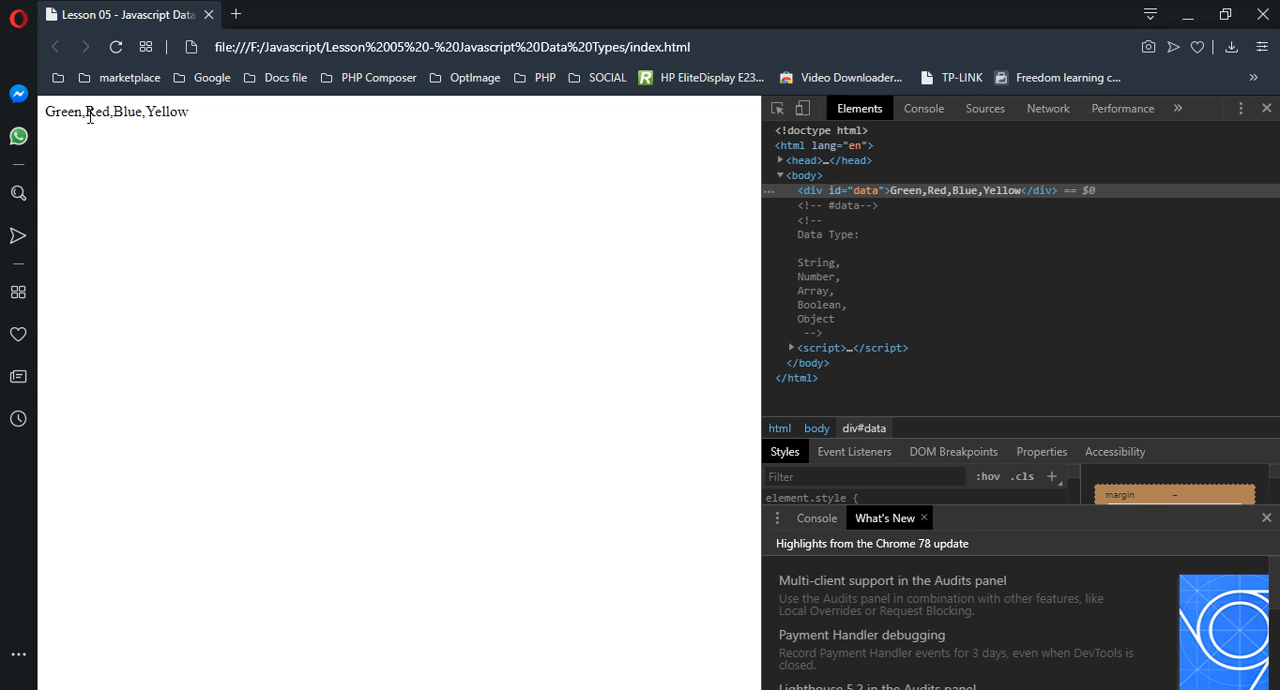 Lesson 05 - Javascript Data
file:///F:/Javascript/Lesson%2005%20-%20Javascript%20Data%20Types/index.html
marketplace Google Docs file PHP Composer OptImage PHP SOCIAL HP EliteDisplay E23... Video Downloader... TP-LINK Freedom learning c... »
Green,Red,Blue,Yellow
Elements Console Sources Network Performance »
<!doctype html>
<html lang="en">
<head>…</head>
<body>
<div id="data">Green,Red,Blue,Yellow</div> == $0
<!-- #data-->
<!--
Data Type:
String,
Number,
Array,
Boolean,
Object
-->
<script>…</script>
</body>
</html>
html body div#data
Styles Event Listeners DOM Breakpoints Properties Accessibility
Filter :hov .cls +
element.style {
margin -
Console What's New ×
Highlights from the Chrome 78 update
Multi-client support in the Audits panel
Use the Audits panel in combination with other features, like
Local Overrides or Request Blocking.
Payment Handler debugging
Record Payment Handler events for 3 days, even when DevTools is
closed.
Lighthouse 5.2 in the Audits panel